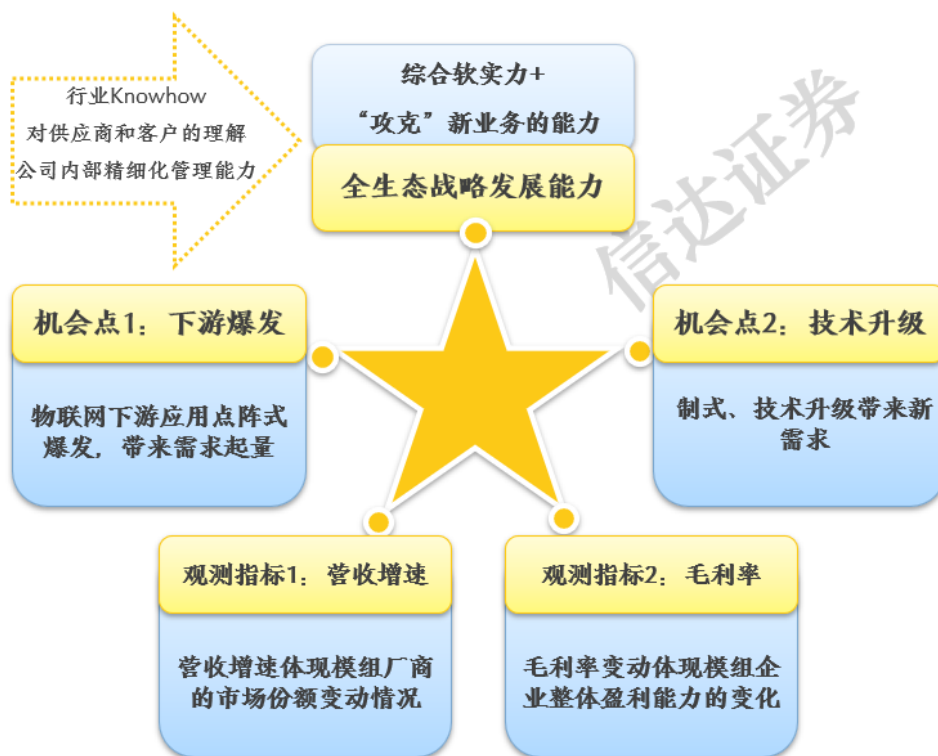 行业Knowhow
对供应商和客户的理解
公司内部精细化管理能力
综合软实力+
“攻克”新业务的能力
全生态战略发展能力
信达证券
机会点1：下游爆发
物联网下游应用点阵式
爆发，带来需求起量
机会点2：技术升级
制式、技术升级带来新
需求
观测指标1：营收增速
营收增速体现模组厂商
的市场份额变动情况
观测指标2：毛利率
毛利率变动体现模组企
业整体盈利能力的变化